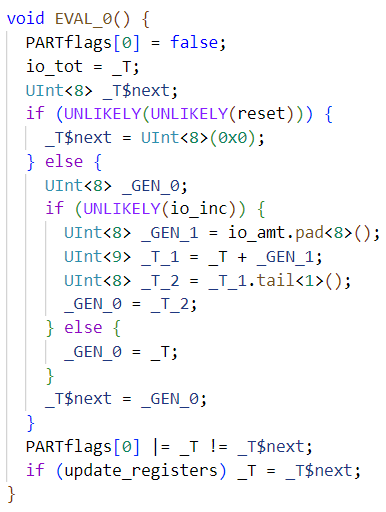 void EVAL_0() {
  PARTflags[0] = false;
  io_tot = _T;
  UInt<8> _T$next;
  if (UNLIKELY(UNLIKELY(reset))) {
    _T$next = UInt<8>(0x0);
  } else {
    UInt<8> _GEN_0;
    if (UNLIKELY(io_inc)) {
      UInt<8> _GEN_1 = io_amt.pad<8>();
      UInt<9> _T_1 = _T + _GEN_1;
      UInt<8> _T_2 = _T_1.tail<1>();
      _GEN_0 = _T_2;
    } else {
      _GEN_0 = _T;
    }
    _T$next = _GEN_0;
  }
  PARTflags[0] |= _T != _T$next;
  if (update_registers) _T = _T$next;
}